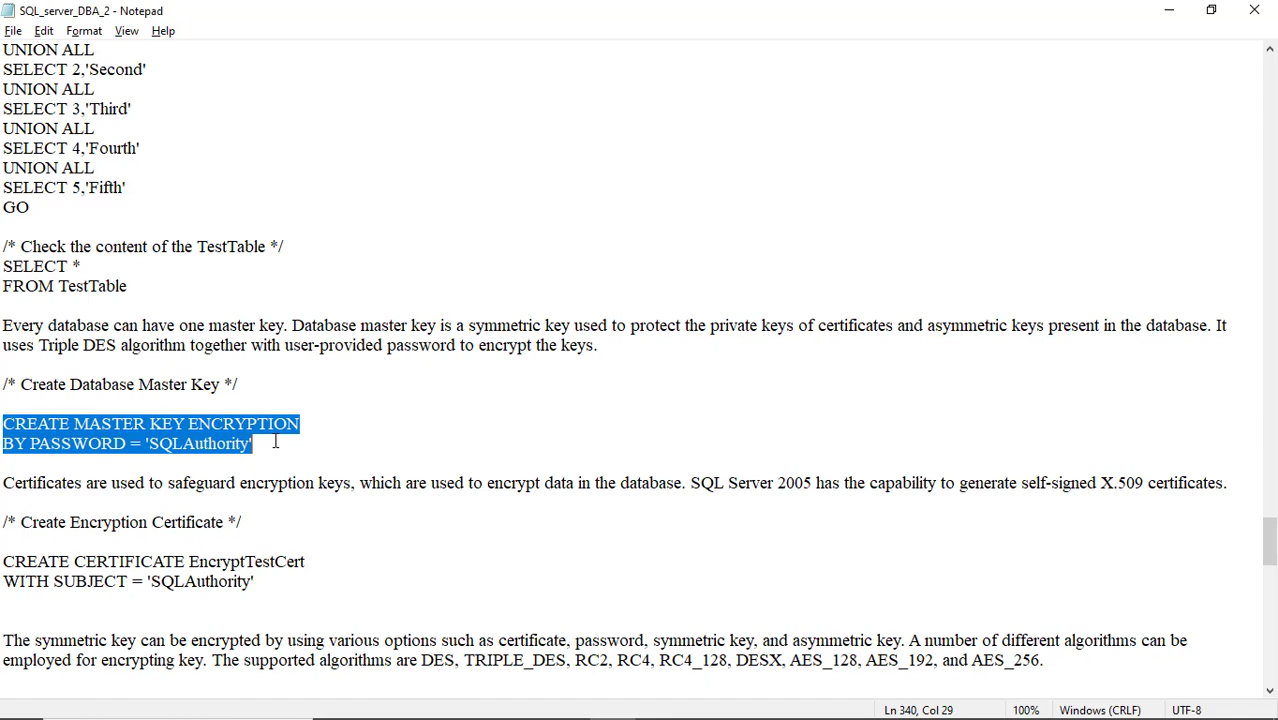 SQL_server_DBA_2 - Notepad
File Edit Format View Help
UNION ALL
SELECT 2,'Second'
UNION ALL
SELECT 3,'Third'
UNION ALL
SELECT 4,'Fourth'
UNION ALL
SELECT 5,'Fifth'
GO
/* Check the content of the TestTable */
SELECT *
FROM TestTable
Every database can have one master key. Database master key is a symmetric key used to protect the private keys of certificates and asymmetric keys present in the database. It
uses Triple DES algorithm together with user-provided password to encrypt the keys.
/* Create Database Master Key */
CREATE MASTER KEY ENCRYPTION
BY PASSWORD = 'SQLAuthority'
Certificates are used to safeguard encryption keys, which are used to encrypt data in the database. SQL Server 2005 has the capability to generate self-signed X.509 certificates.
/* Create Encryption Certificate */
CREATE CERTIFICATE EncryptTestCert
WITH SUBJECT = 'SQLAuthority'
The symmetric key can be encrypted by using various options such as certificate, password, symmetric key, and asymmetric key. A number of different algorithms can be
employed for encrypting key. The supported algorithms are DES, TRIPLE_DES, RC2, RC4, RC4_128, DESX, AES_128, AES_192, and AES_256.
Ln 340, Col 29 100% Windows (CRLF) UTF-8